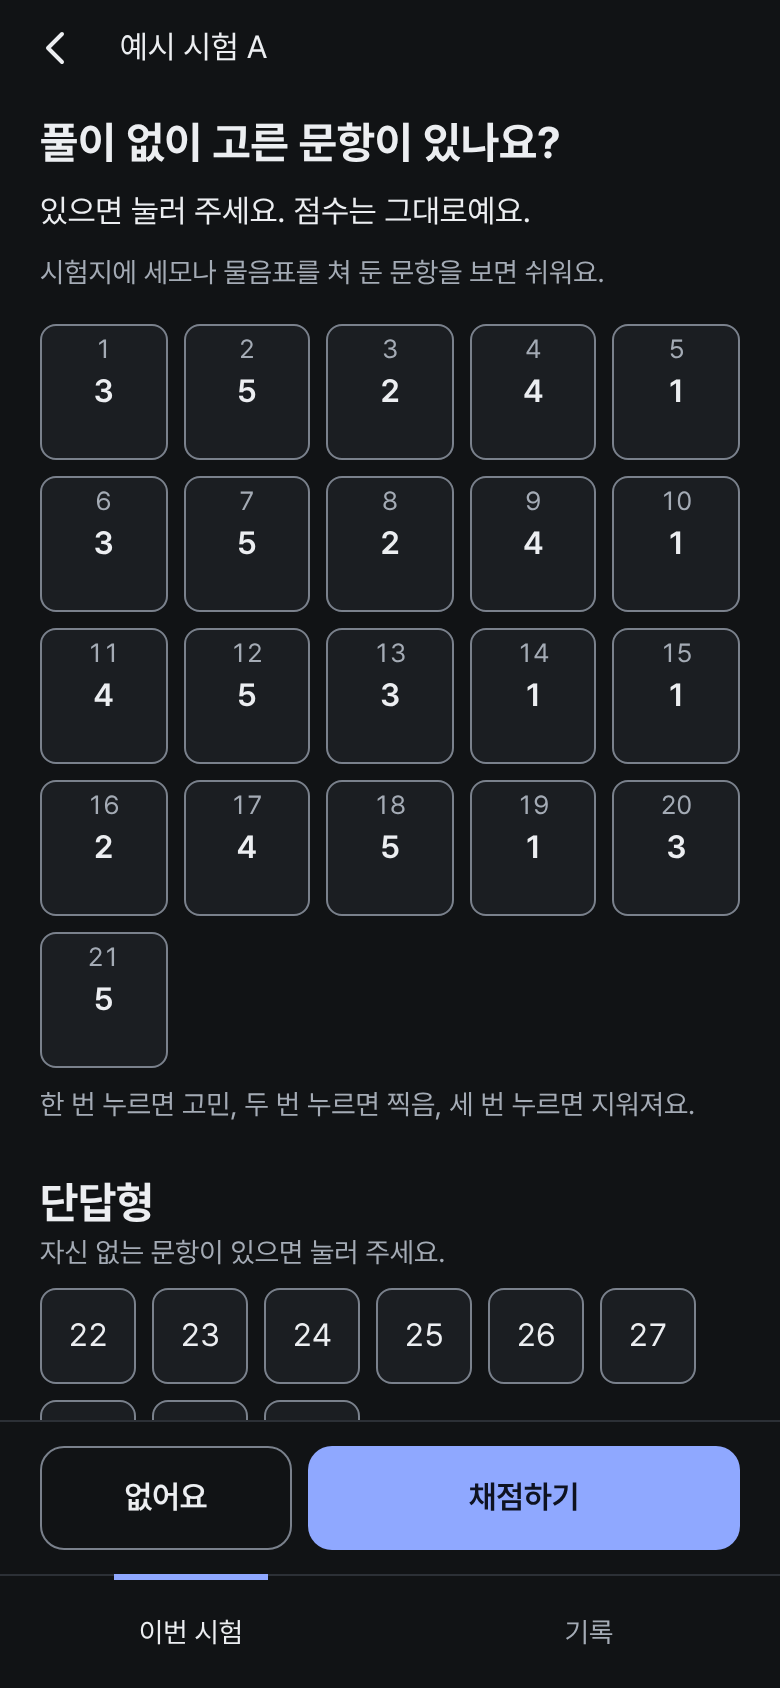 예시 시험 A
풀이 없이 고른 문항이 있나요?
있으면 눌러 주세요. 점수는 그대로예요.
시험지에 세모나 물음표를 쳐 둔 문항을 보면 쉬워요.
1 2 3 4 5
3 5 2 4 1
6 7 8 9 10
3 5 2 4 1
11 12 13 14 15
4 5 3 1 1
16 17 18 19 20
2 4 5 1 3
21
5
한 번 누르면 고민, 두 번 누르면 찍음, 세 번 누르면 지워져요.
단답형
자신 없는 문항이 있으면 눌러 주세요.
22 23 24 25 26 27
없어요 채점하기
이번 시험 기록